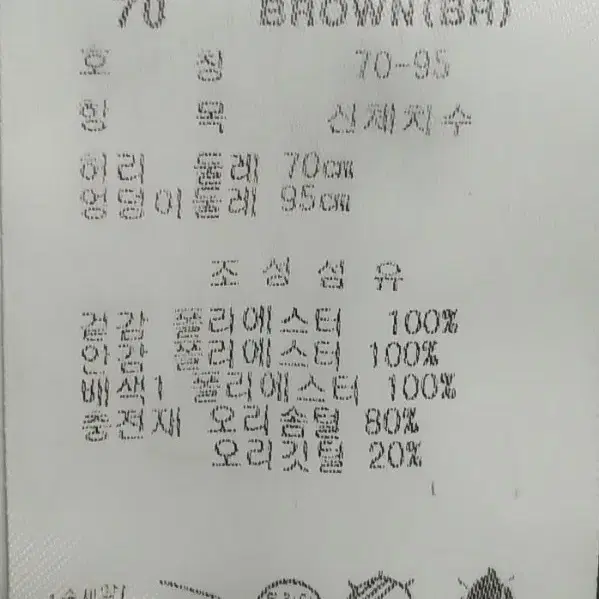 70 BROWN(BR)
호 칭 70-95
항 목 신체치수
허리 둘레 70cm
엉덩이둘레 95cm
조성섬유
겉감 폴리에스터 100%
안감 폴리에스터 100%
배색1 폴리에스터 100%
충전재 오리솜털 80%
오리깃털 20%